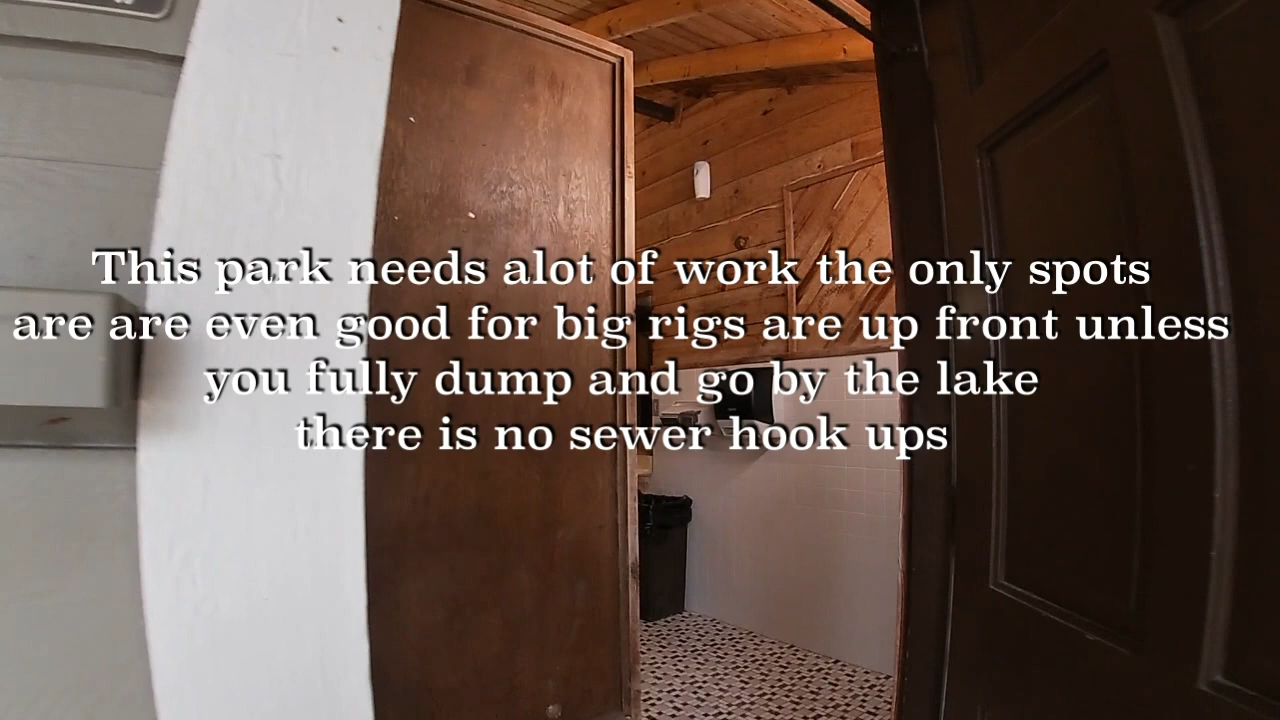 This park needs alot of work the only spots
are are even good for big rigs are up front unless
you fully dump and go by the lake
there is no sewer hook ups